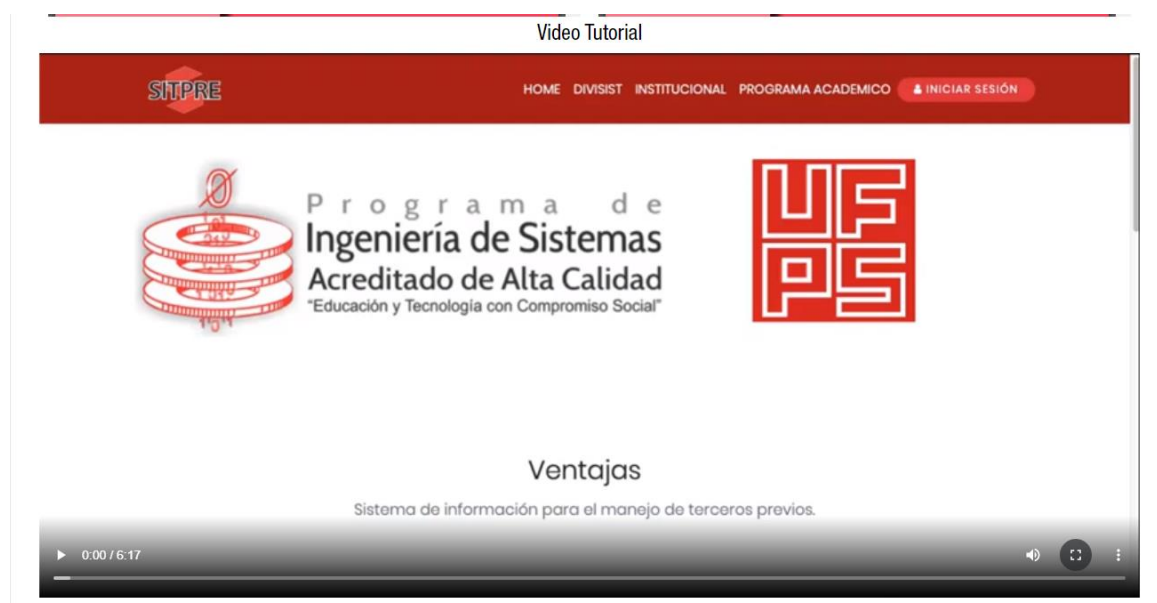 Video Tutorial
SITPRE
HOME DIVISIST INSTITUCIONAL PROGRAMA ACADEMICO INICIAR SESIÓN
Programa de
Ingeniería de Sistemas
Acreditado de Alta Calidad
"Educación y Tecnología con Compromiso Social"
UF
PS
Ventajas
Sistema de información para el manejo de terceros previos.
0:00 / 6:17